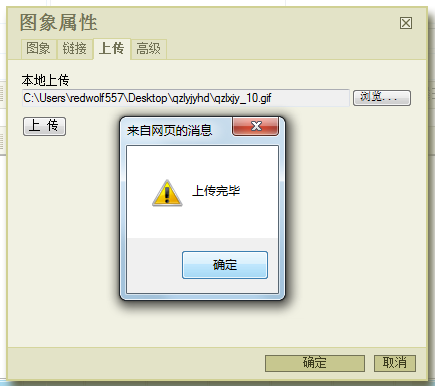 图象属性
图象 链接 上传 高级
本地上传
C:\Users\redwolf557\Desktop\qzlyjyhd\qzlxjy_10.gif 浏览...
上 传
来自网页的消息
上传完毕
确定
确定 取消